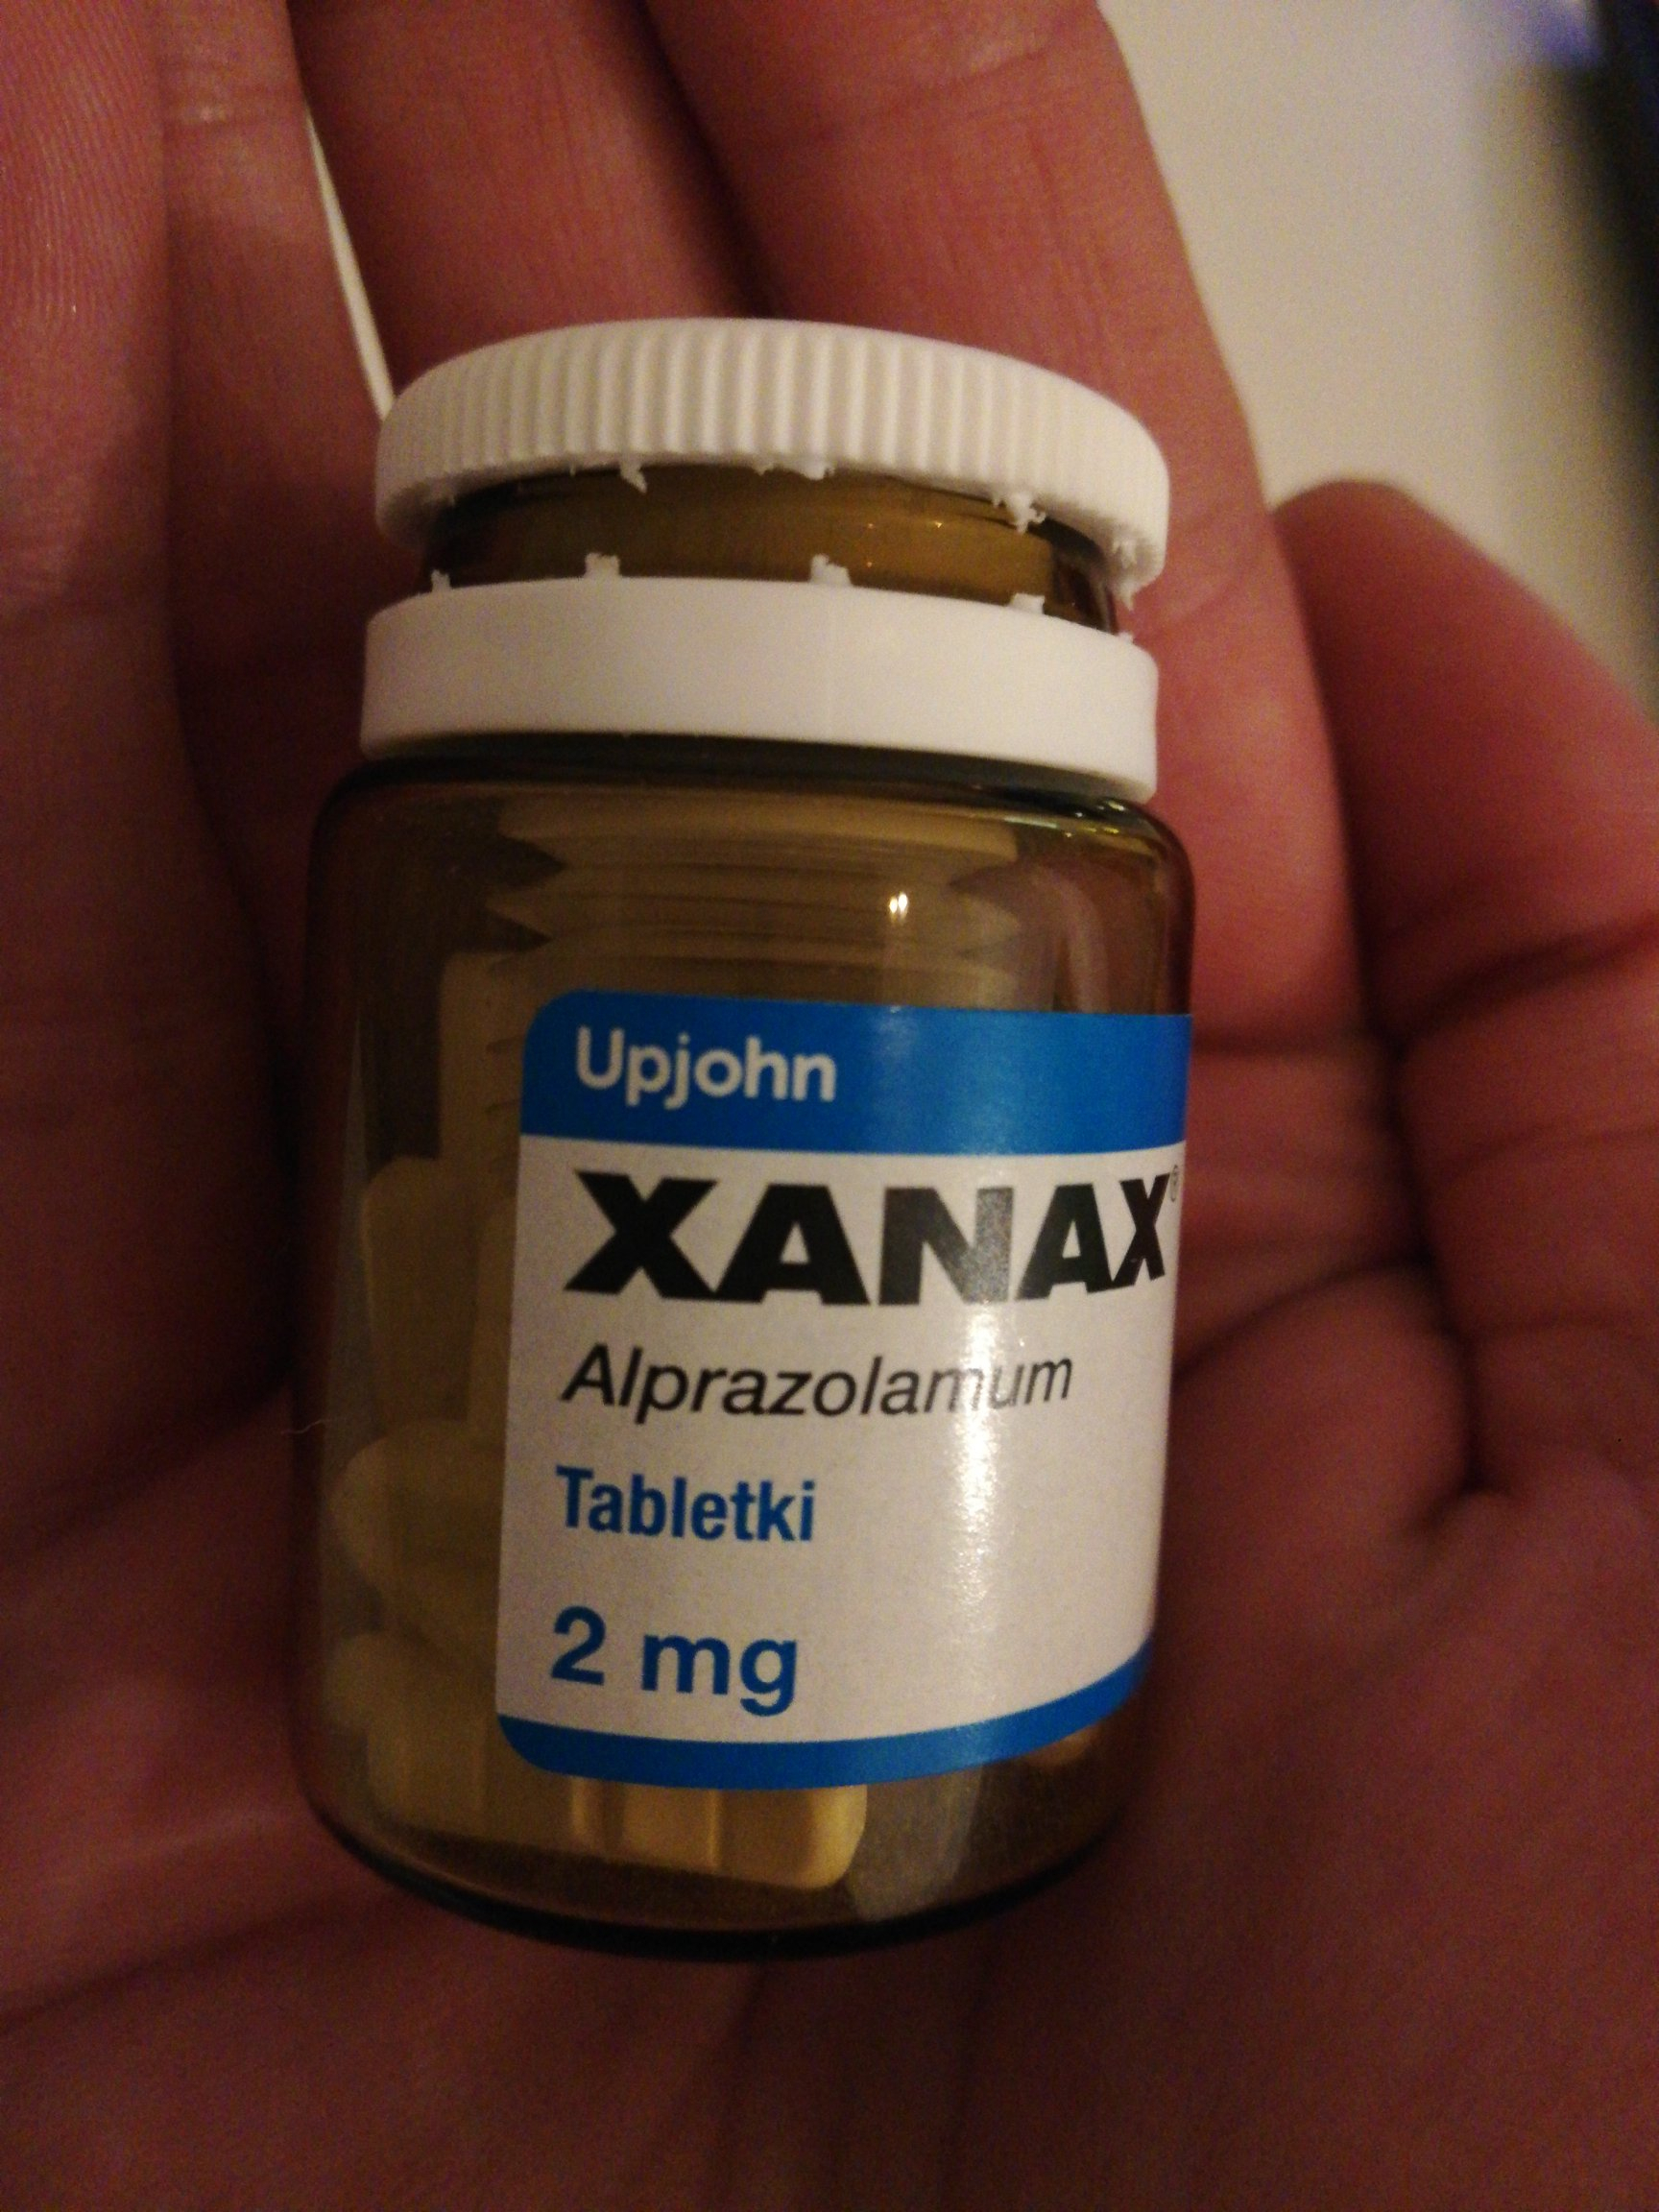 Upjohn
XANAX®
Alprazolamum
Tabletki
2 mg